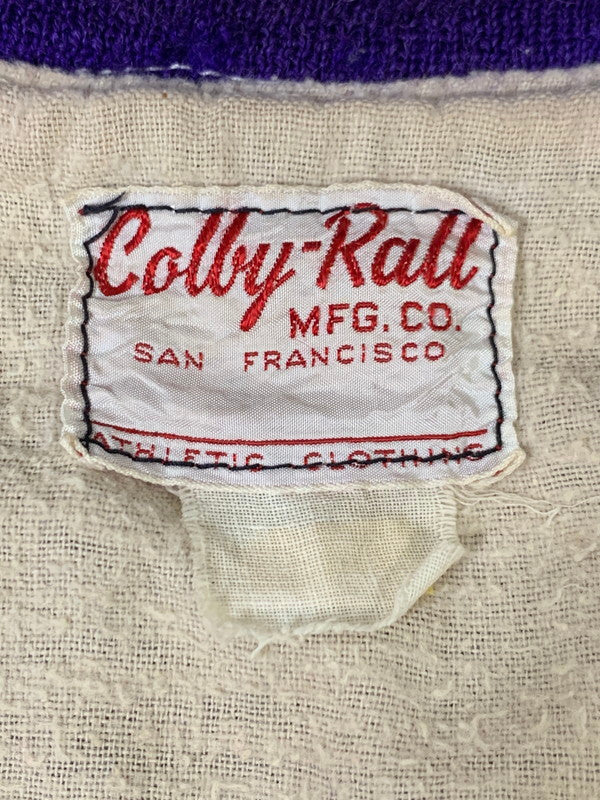 Colby-Rall
MFG. CO.
SAN FRANCISCO
ATHLETIC CLOTHING